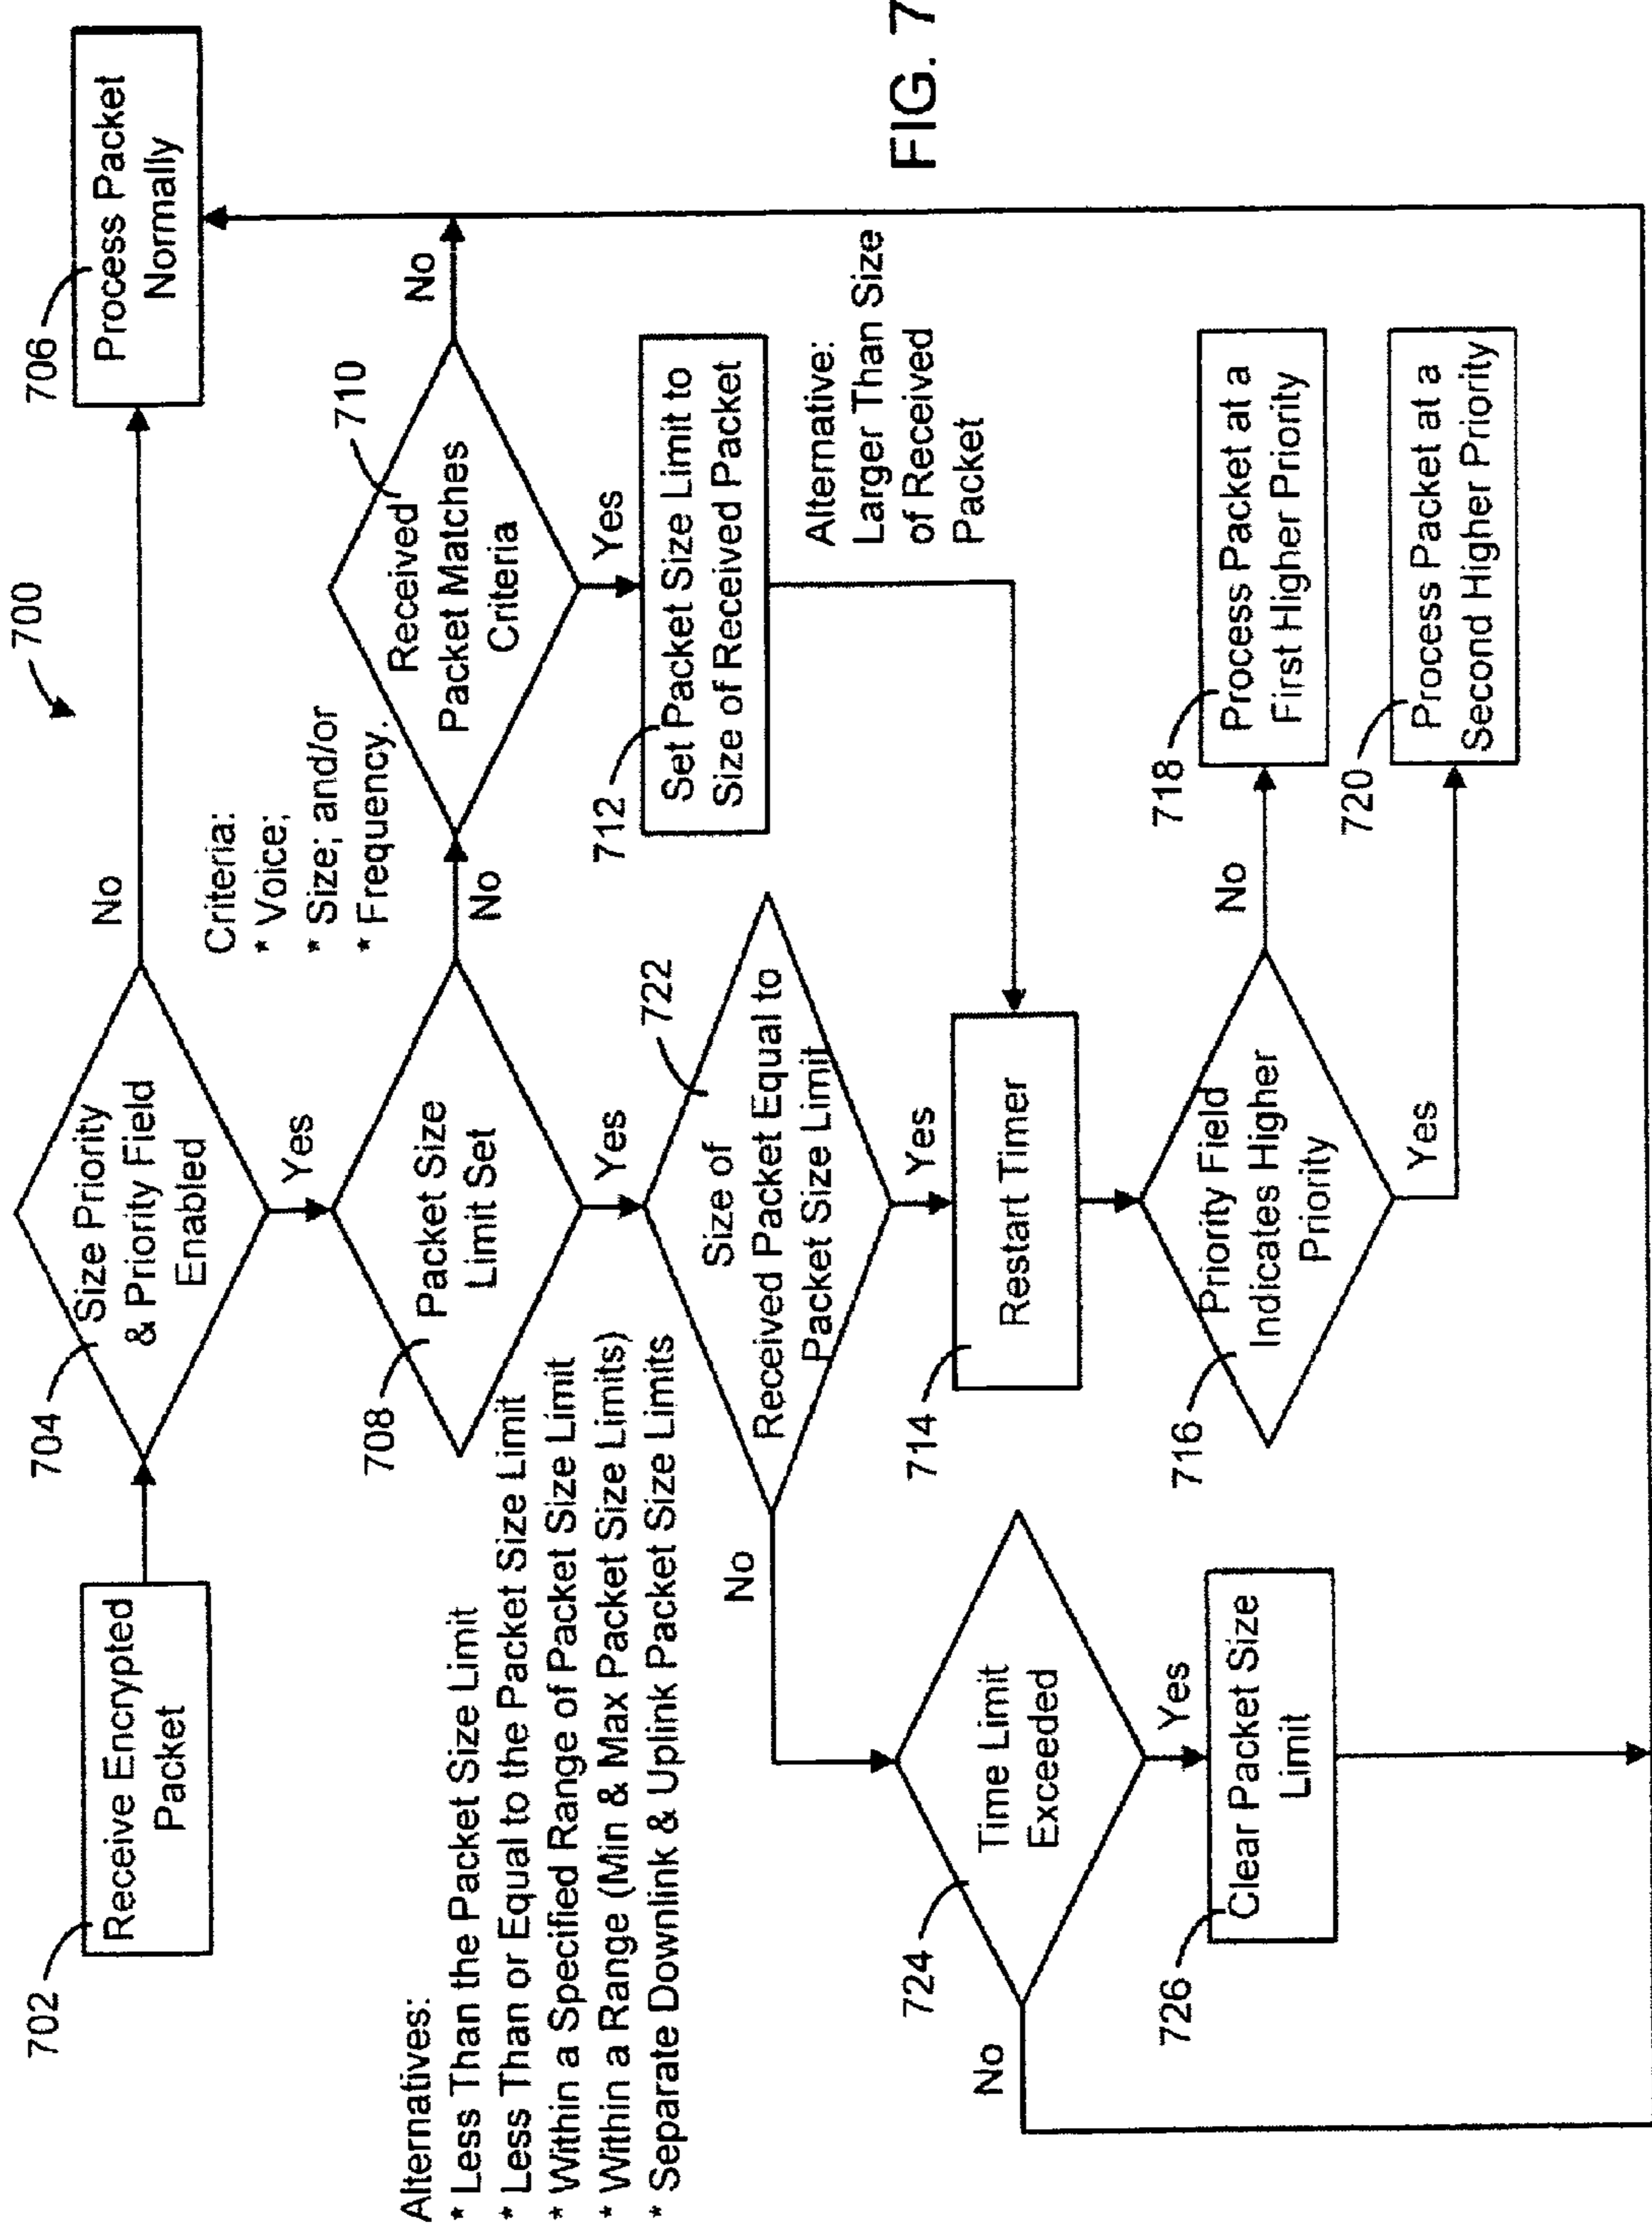 700
702
Receive Encrypted
Packet
704
Size Priority
& Priority Field
Enabled
No
Yes
706
Process Packet
Normally
708
Packet Size
Limit Set
No
Yes
Criteria:
* Voice;
* Size; and/or
* Frequency.
710
Received
Packet Matches
Criteria
No
Yes
712
Set Packet Size Limit to
Size of Received Packet
Alternative:
Larger Than Size
of Received
Packet
Alternatives:
* Less Than the Packet Size Limit
* Less Than or Equal to the Packet Size Limit
* Within a Specified Range of Packet Size Limit
* Within a Range (Min & Max Packet Size Limits)
* Separate Downlink & Uplink Packet Size Limits
722
Size of
Received Packet Equal to
Packet Size Limit
No
Yes
714
Restart Timer
716
Priority Field
Indicates Higher
Priority
No
Yes
718
Process Packet at a
First Higher Priority
720
Process Packet at a
Second Higher Priority
724
Time Limit
Exceeded
No
Yes
726
Clear Packet Size
Limit
FIG. 7